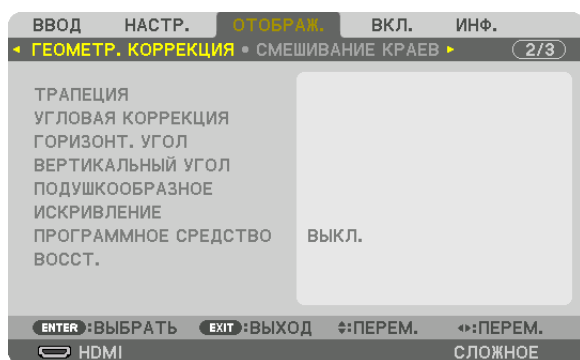 ВВОД НАСТР. ОТОБРАЖ. ВКЛ. ИНФ.
ГЕОМЕТР. КОРРЕКЦИЯ • СМЕШИВАНИЕ КРАЕВ 2/3
ТРАПЕЦИЯ
УГЛОВАЯ КОРРЕКЦИЯ
ГОРИЗОНТ. УГОЛ
ВЕРТИКАЛЬНЫЙ УГОЛ
ПОДУШКООБРАЗНОЕ
ИСКРИВЛЕНИЕ
ПРОГРАММНОЕ СРЕДСТВО ВЫКЛ.
ВОССТ.
ENTER:ВЫБРАТЬ EXIT:ВЫХОД :ПЕРЕМ. :ПЕРЕМ.
HDMI СЛОЖНОЕ